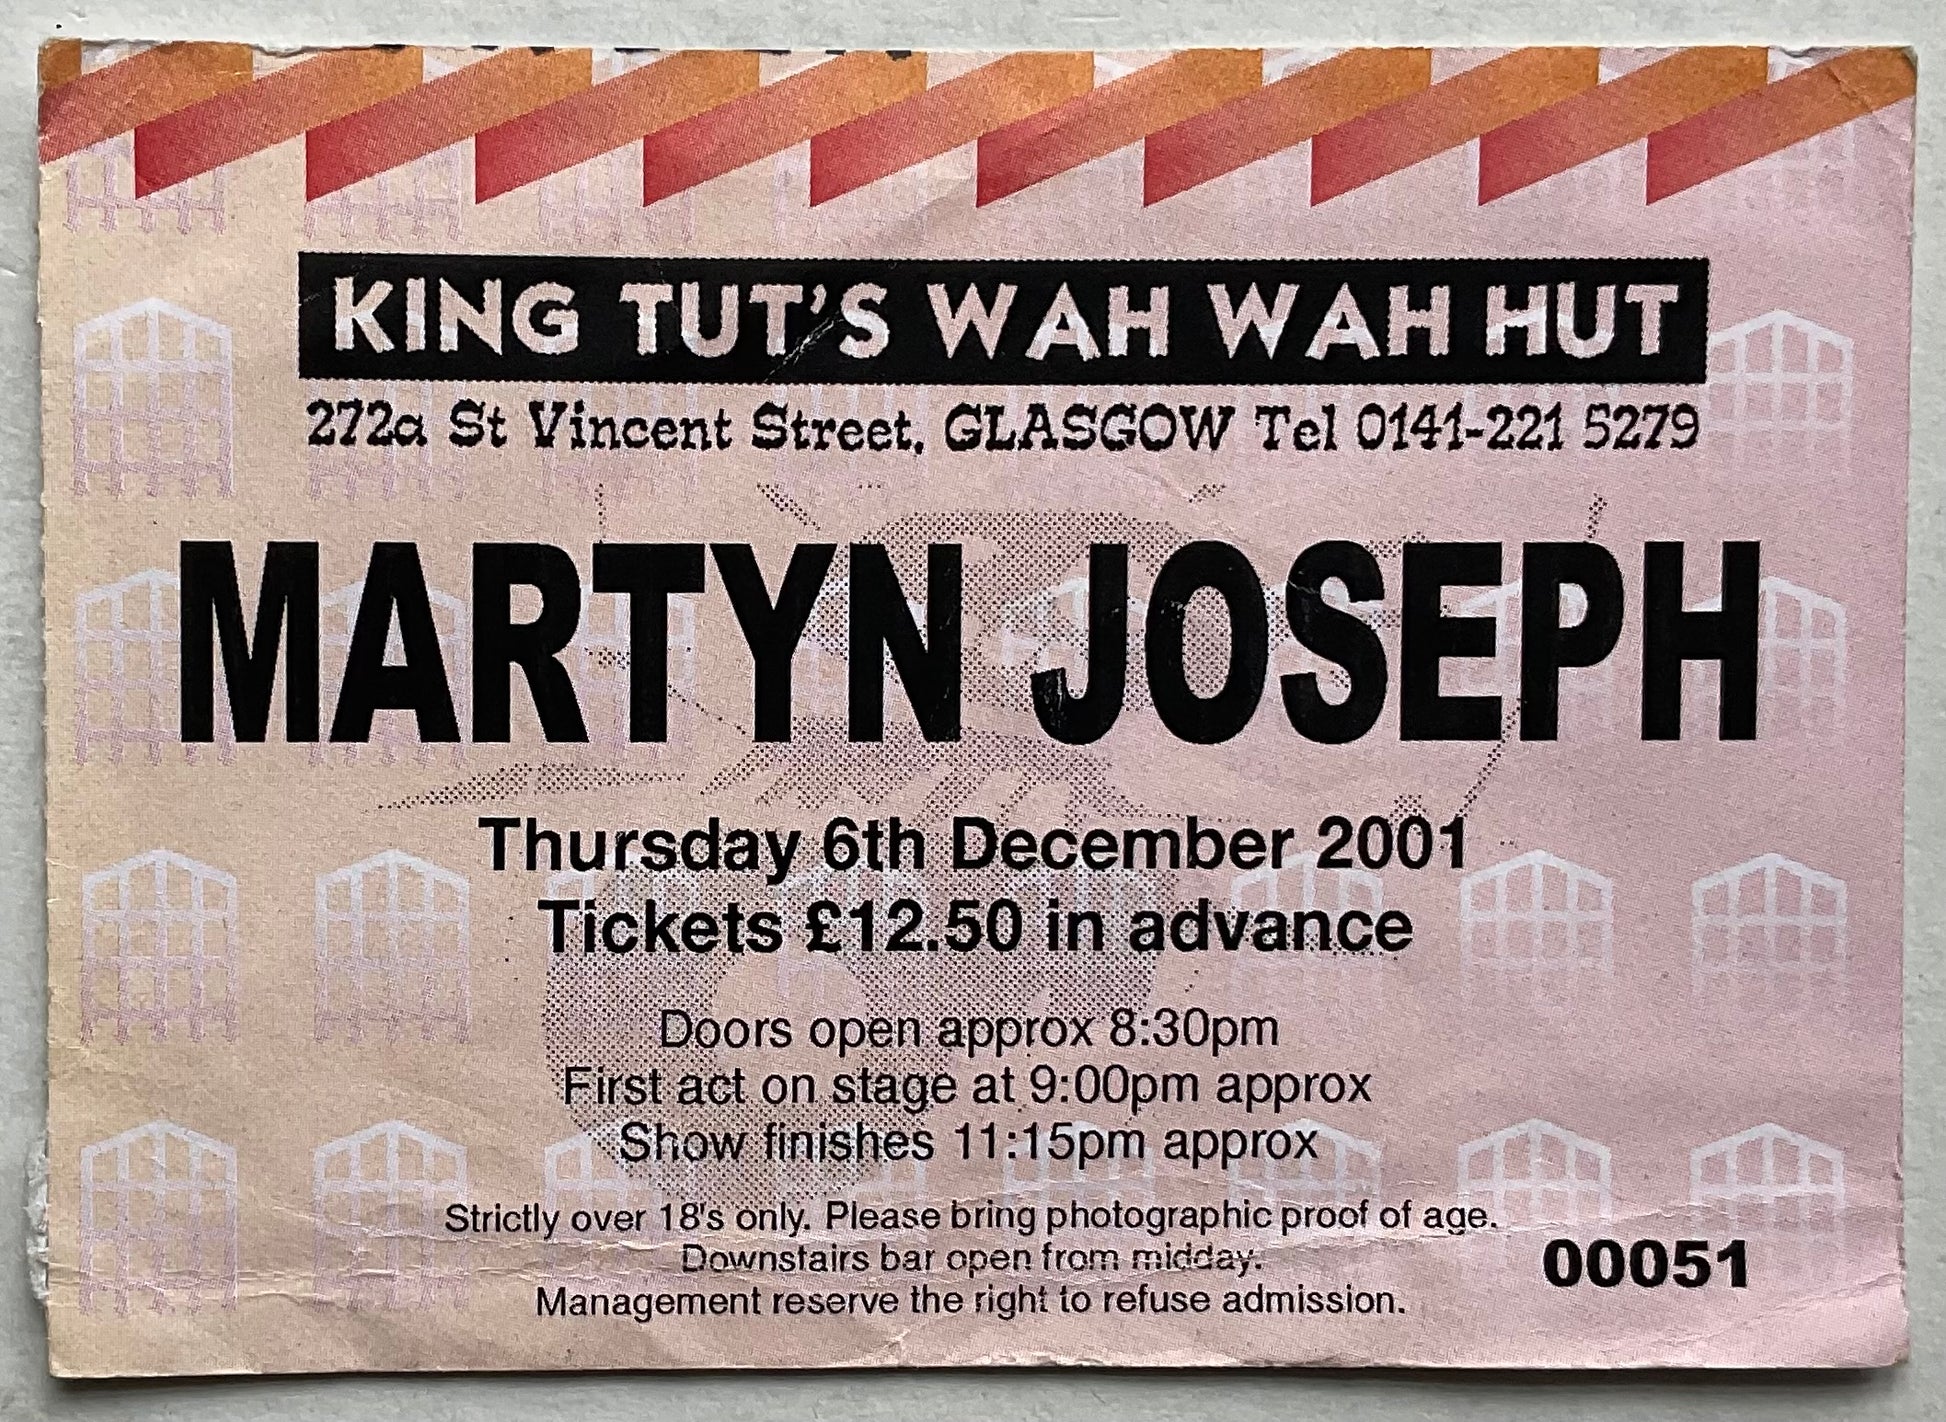 KING TUT'S WAH WAH HUT
272a St Vincent Street, GLASGOW Tel 0141-221 5279
MARTYN JOSEPH
Thursday 6th December 2001
Tickets £12.50 in advance
Doors open approx 8:30pm
First act on stage at 9:00pm approx
Show finishes 11:15pm approx
Strictly over 18's only. Please bring photographic proof of age.
Downstairs bar open from midday.
Management reserve the right to refuse admission.
00051